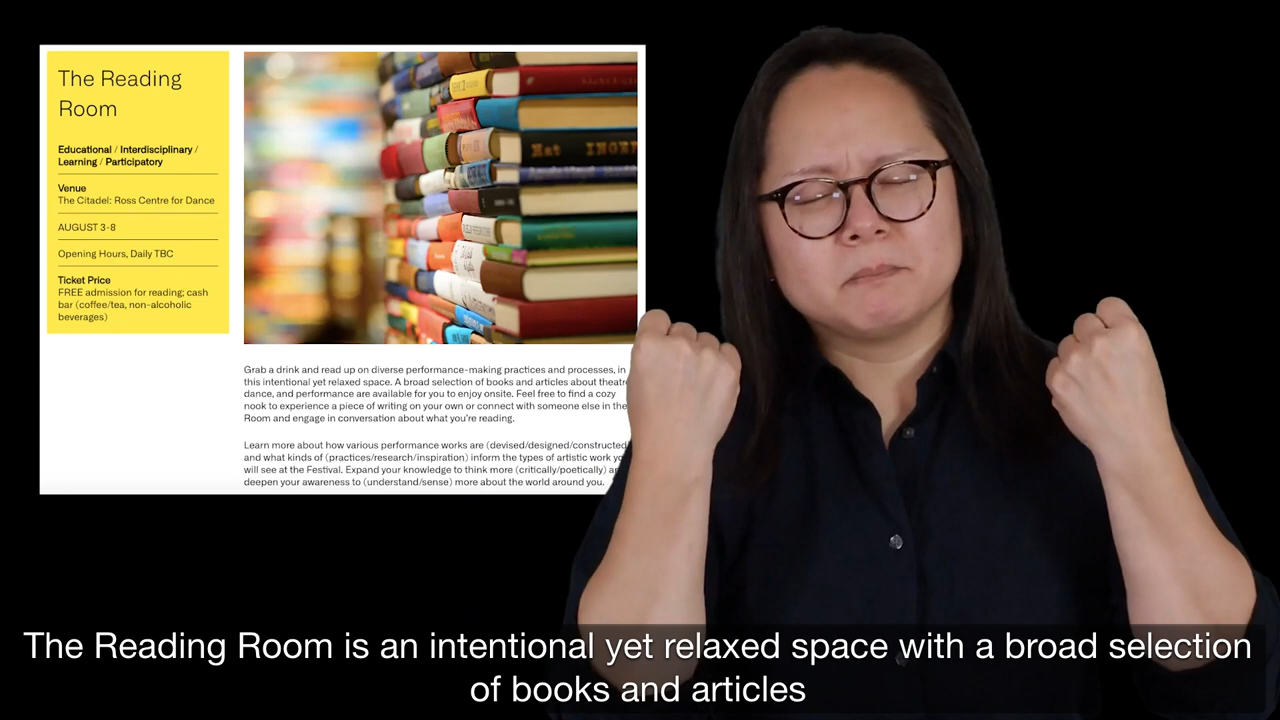 The Reading
Room
Educational / Interdisciplinary /
Learning / Participatory
Venue
The Citadel: Ross Centre for Dance
AUGUST 3-8
Opening Hours, Daily TBC
Ticket Price
FREE admission for reading; cash
bar (coffee/tea, non-alcoholic
beverages)
Grab a drink and read up on diverse performance-making practices and processes, in
this intentional yet relaxed space. A broad selection of books and articles about theatre
dance, and performance are available for you to enjoy onsite. Feel free to find a cozy
nook to experience a piece of writing on your own or connect with someone else in the
Room and engage in conversation about what you're reading.
Learn more about how various performance works are (devised/designed/constructed
and what kinds of (practices/research/inspiration) inform the types of artistic work
will see at the Festival. Expand your knowledge to think more (critically/poetically)
deepen your awareness to (understand/sense) more about the world around you.
The Reading Room is an intentional yet relaxed space with a broad selection
of books and articles